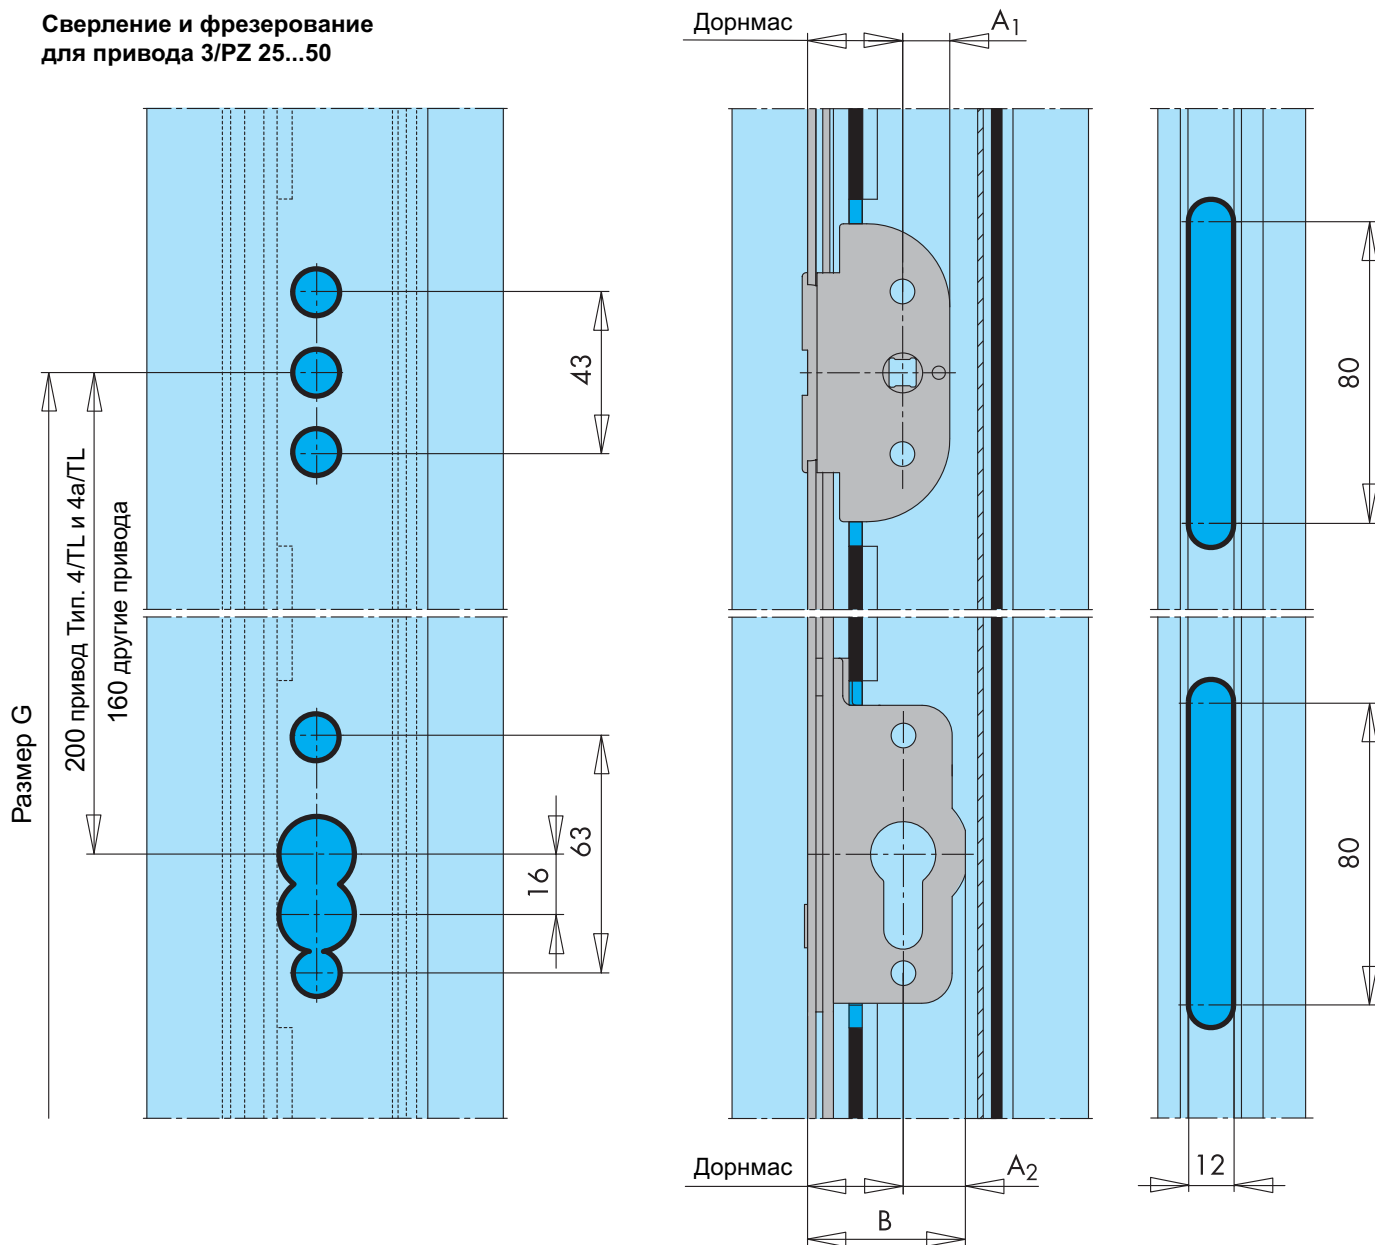 Сверление и фрезерование
для привода 3/PZ 25...50
Дорнмас
A1
43
80
Размер G
200 привод Тип. 4/TL и 4a/TL
160 другие привода
63
16
80
Дорнмас
A2
12
B